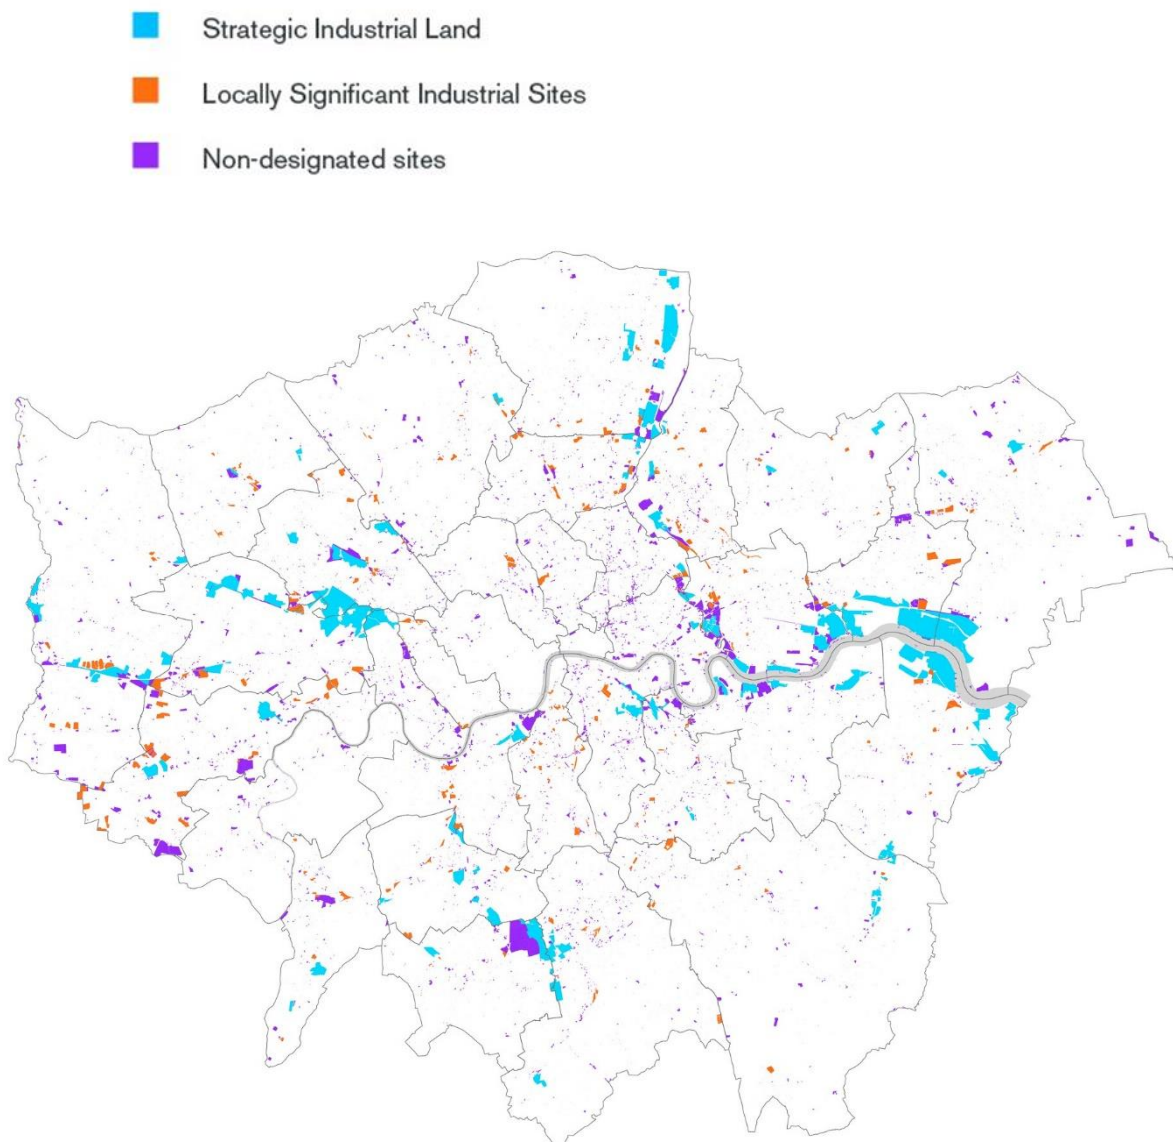 Strategic Industrial Land
Locally Significant Industrial Sites
Non-designated sites